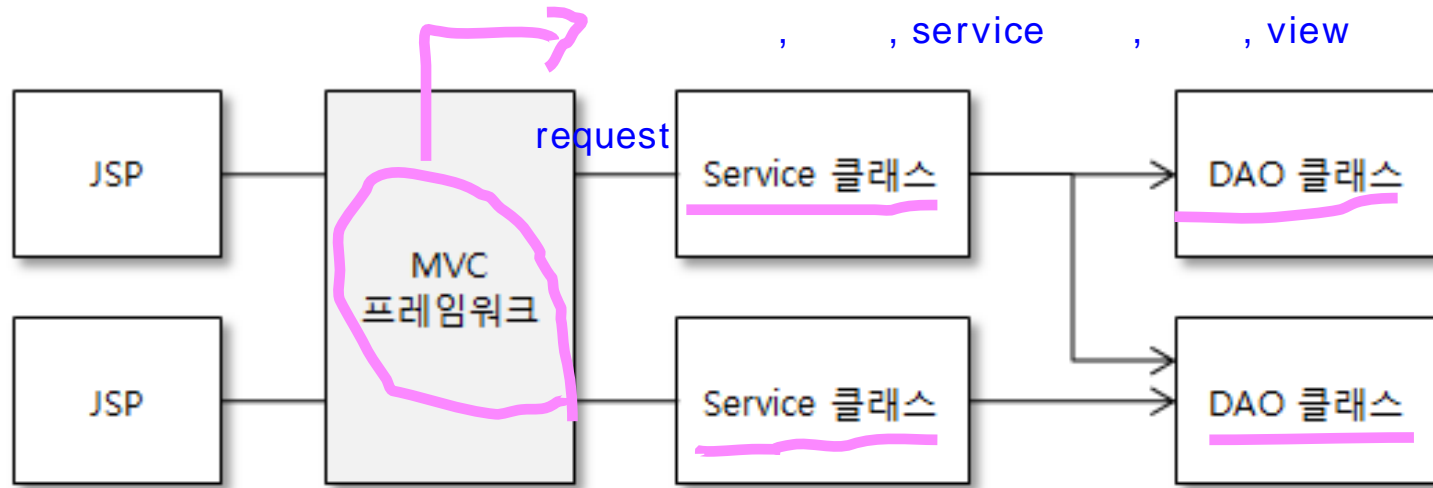 , , service , , view
request
JSP
MVC
프레임워크
Service 클래스
DAO 클래스
JSP
Service 클래스
DAO 클래스